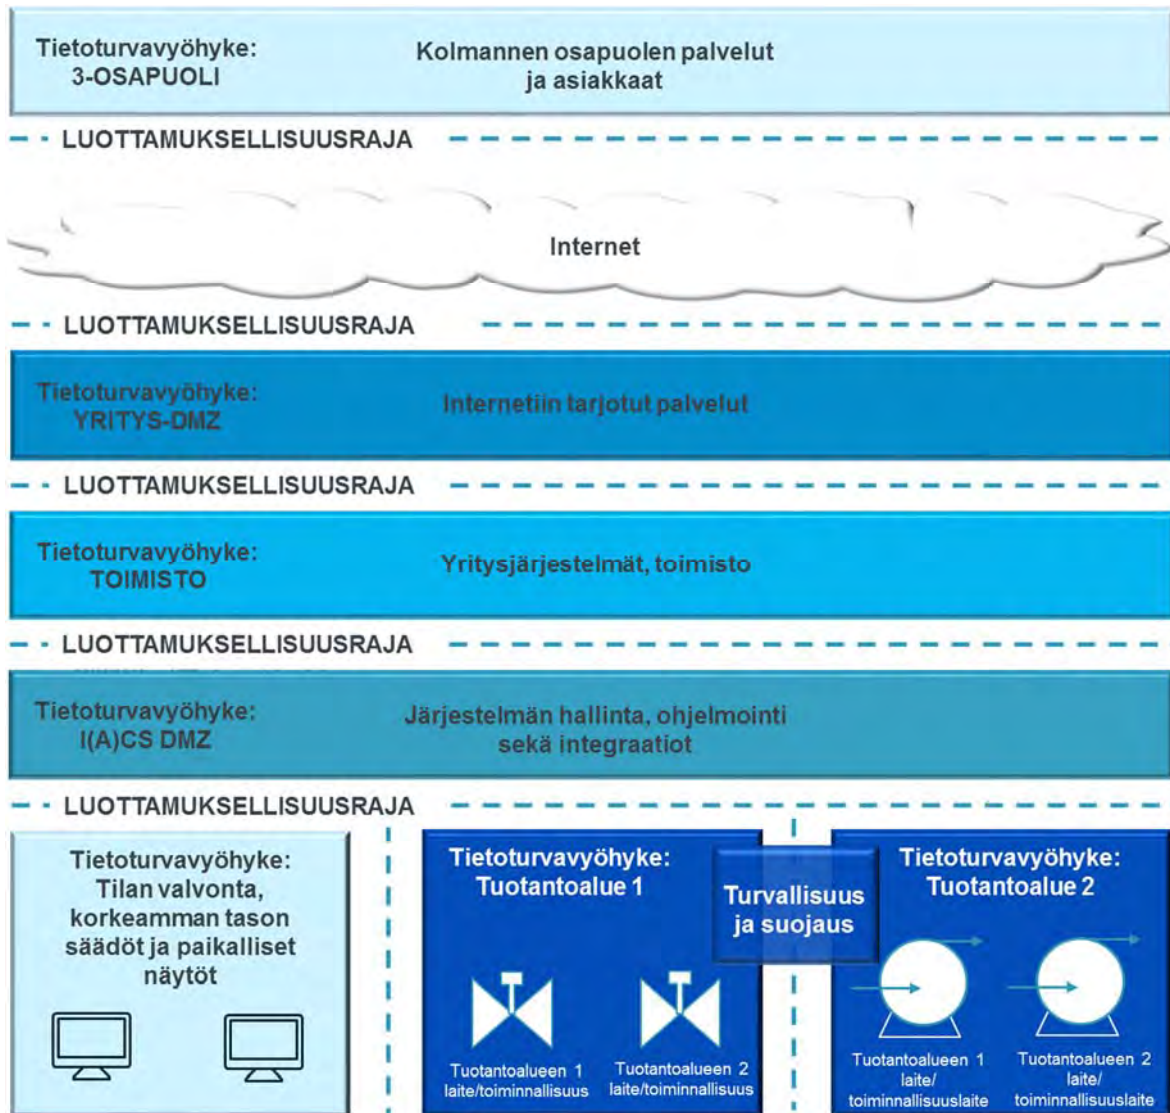 Tietoturvavyöhyke:
3-OSAPUOLI
Kolmannen osapuolen palvelut
ja asiakkaat
LUOTTAMUKSELLISUUSRAJA
Internet
LUOTTAMUKSELLISUUSRAJA
Tietoturvavyöhyke:
YRITYS-DMZ
Internetiin tarjotut palvelut
LUOTTAMUKSELLISUUSRAJA
Tietoturvavyöhyke:
TOIMISTO
Yritysjärjestelmät, toimisto
LUOTTAMUKSELLISUUSRAJA
Tietoturvavyöhyke:
I(A)CS DMZ
Järjestelmän hallinta, ohjelmointi
sekä integraatiot
LUOTTAMUKSELLISUUSRAJA
Tietoturvavyöhyke:
Tilan valvonta,
korkeamman tason
säädöt ja paikalliset
näytöt
Tietoturvavyöhyke:
Tuotantoalue 1
Tuotantoalueen 1
laite/toiminnallisuus
Tuotantoalueen 2
laite/toiminnallisuus
Turvallisuus
ja suojaus
Tietoturvavyöhyke:
Tuotantoalue 2
Tuotantoalueen 1
laite/
toiminnallisuuslaite
Tuotantoalueen 2
laite/
toiminnallisuuslaite